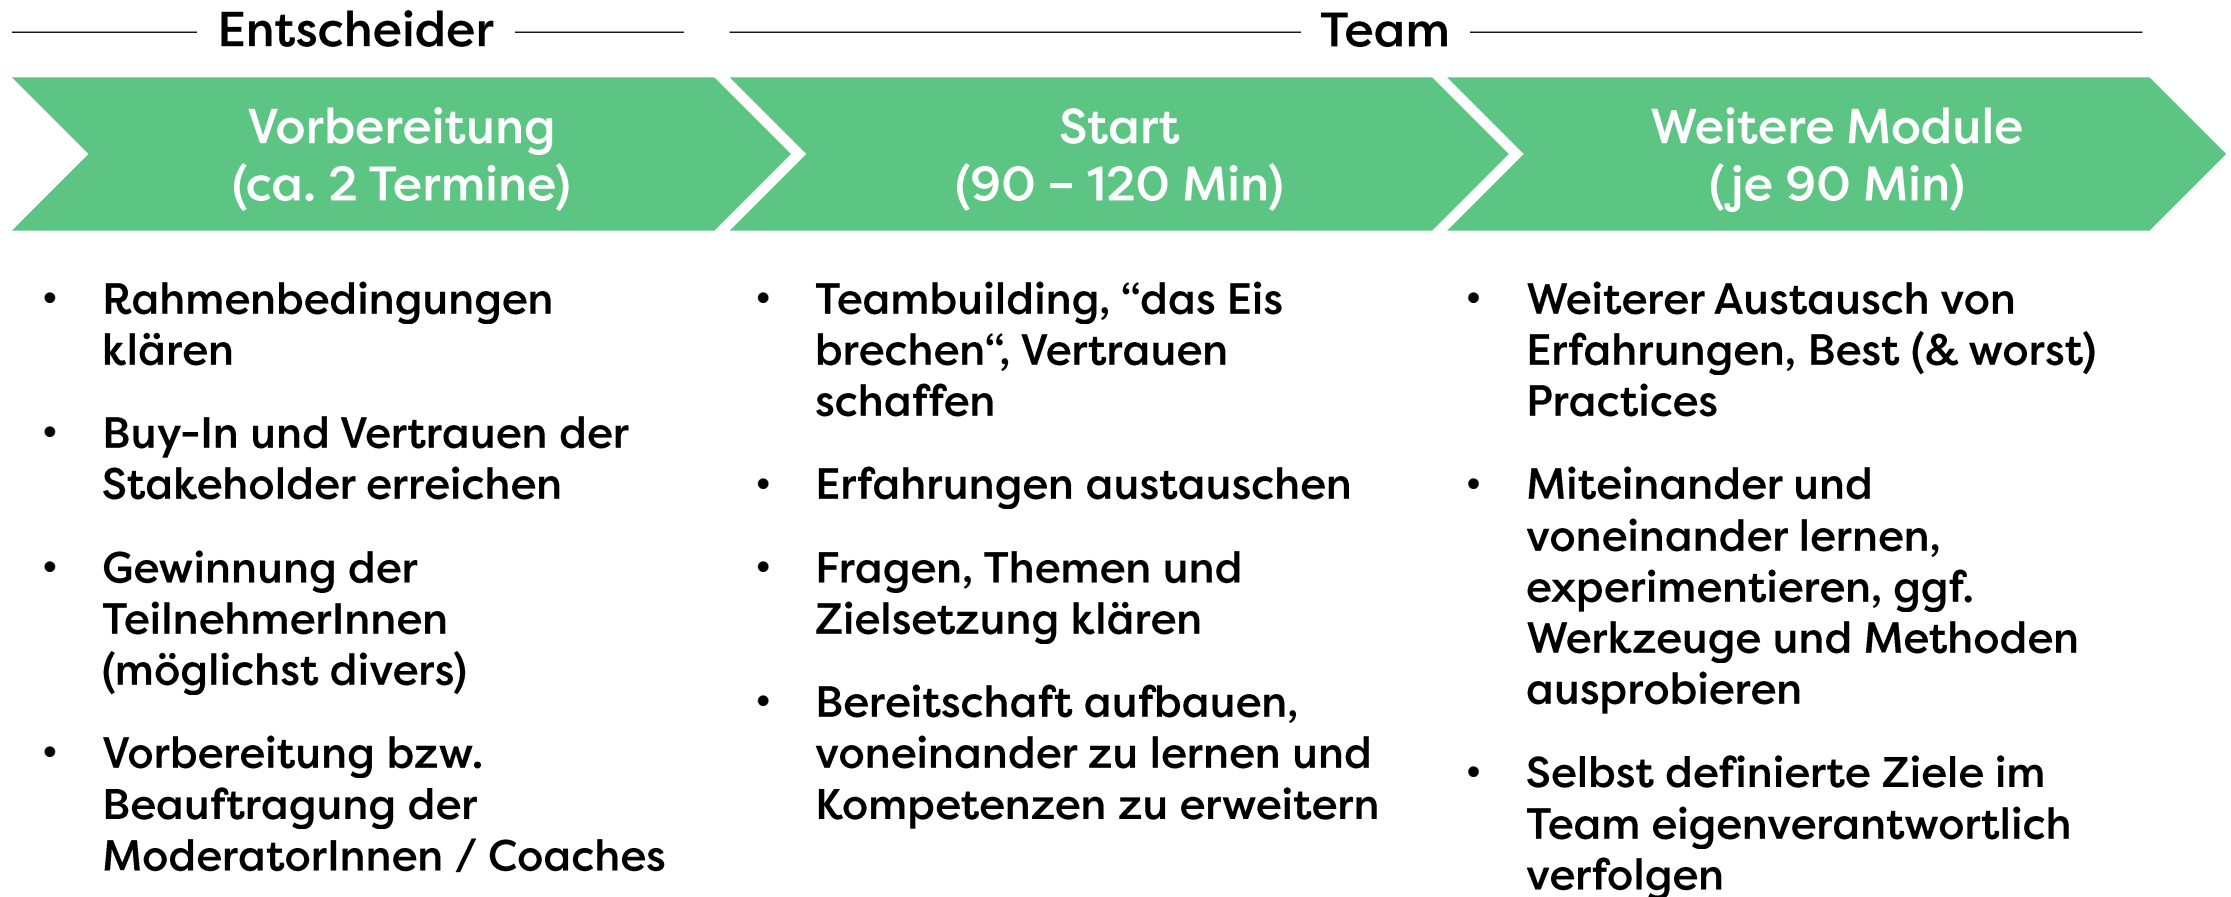 Entscheider
Team
Vorbereitung
(ca. 2 Termine)
Start
(90 – 120 Min)
Weitere Module
(je 90 Min)
• Rahmenbedingungen
klären
• Buy-In und Vertrauen der
Stakeholder erreichen
• Gewinnung der
TeilnehmerInnen
(möglichst divers)
• Vorbereitung bzw.
Beauftragung der
ModeratorInnen / Coaches
• Teambuilding, “das Eis
brechen“, Vertrauen
schaffen
• Erfahrungen austauschen
• Fragen, Themen und
Zielsetzung klären
• Bereitschaft aufbauen,
voneinander zu lernen und
Kompetenzen zu erweitern
• Weiterer Austausch von
Erfahrungen, Best (& worst)
Practices
• Miteinander und
voneinander lernen,
experimentieren, ggf.
Werkzeuge und Methoden
ausprobieren
• Selbst definierte Ziele im
Team eigenverantwortlich
verfolgen